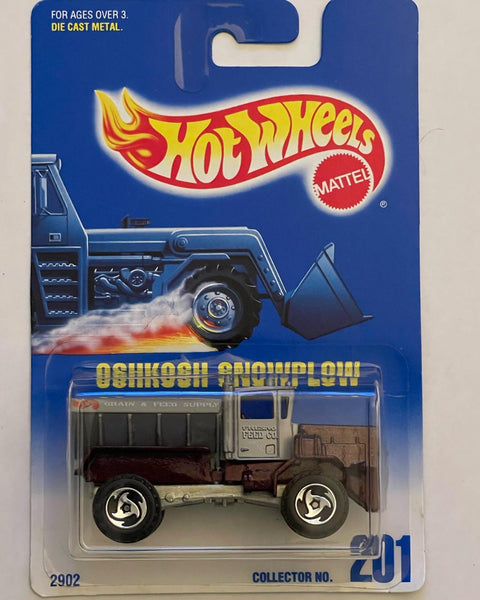 FOR AGES OVER 3.
DIE CAST METAL.
HOT WHEELS
MATTEL
®
OSHKOSH SNOWPLOW
GRAIN & FEED SUPPLY
FRESNO
FEED CO.
2902
COLLECTOR NO. 201